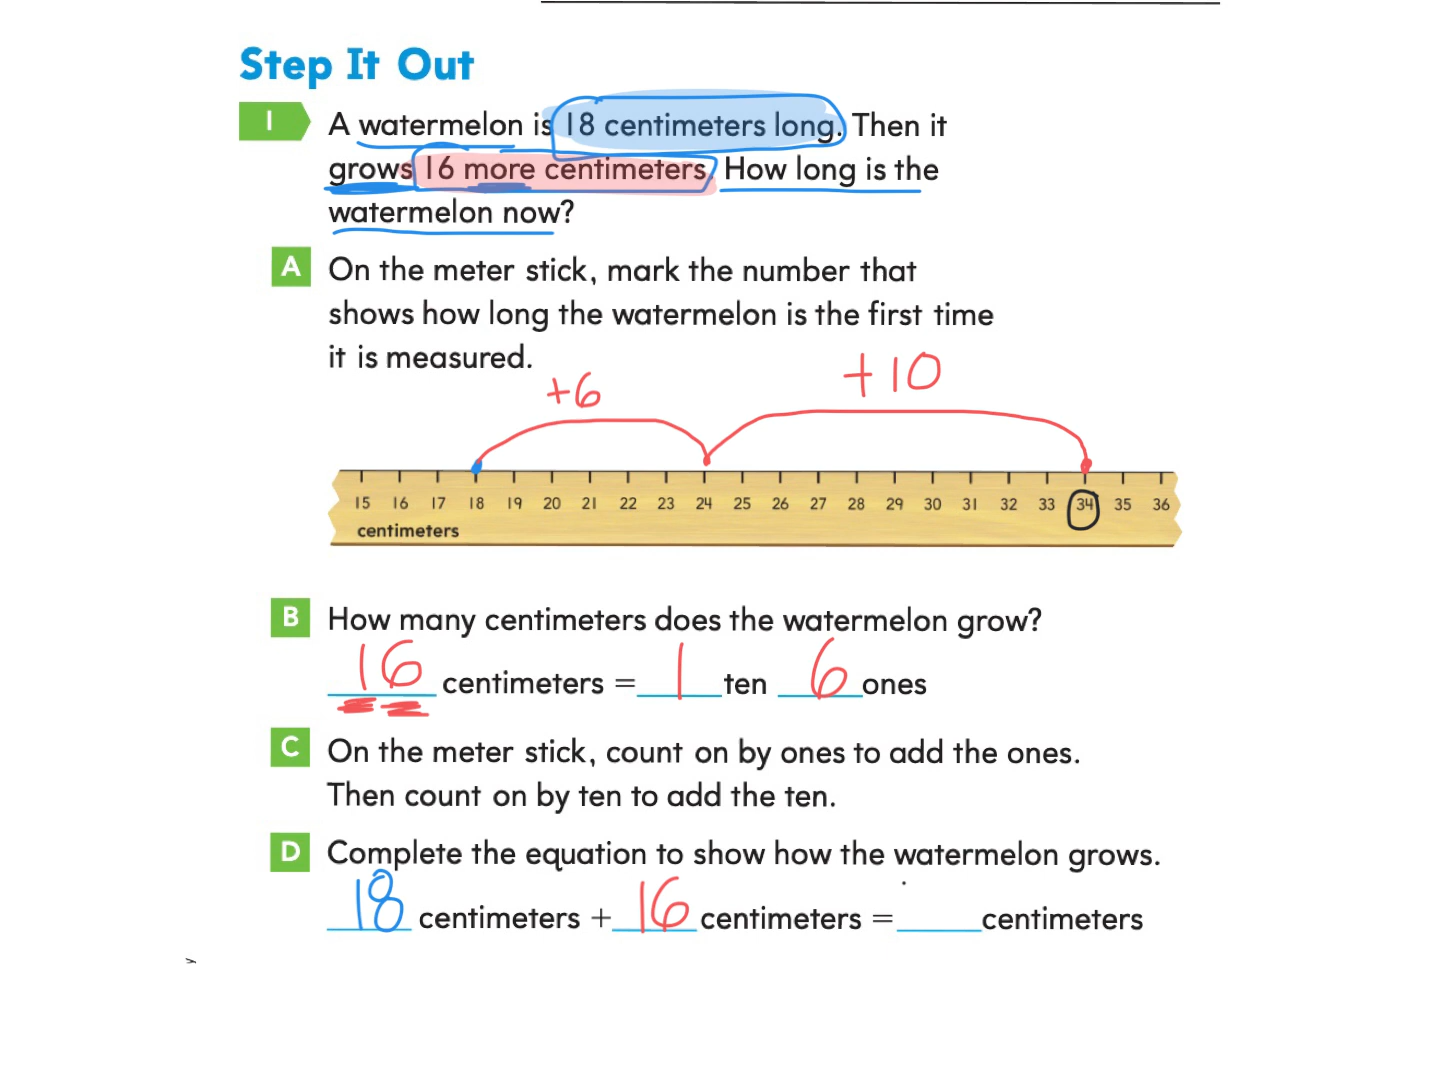 Step It Out
1 A watermelon is 18 centimeters long. Then it
grows 16 more centimeters. How long is the
watermelon now?
A On the meter stick, mark the number that
shows how long the watermelon is the first time
it is measured.
+6 +10
15 16 17 18 19 20 21 22 23 24 25 26 27 28 29 30 31 32 33 34 35 36
centimeters
B How many centimeters does the watermelon grow?
16 centimeters = 1 ten 6 ones
C On the meter stick, count on by ones to add the ones.
Then count on by ten to add the ten.
D Complete the equation to show how the watermelon grows.
18 centimeters + 16 centimeters = ____ centimeters